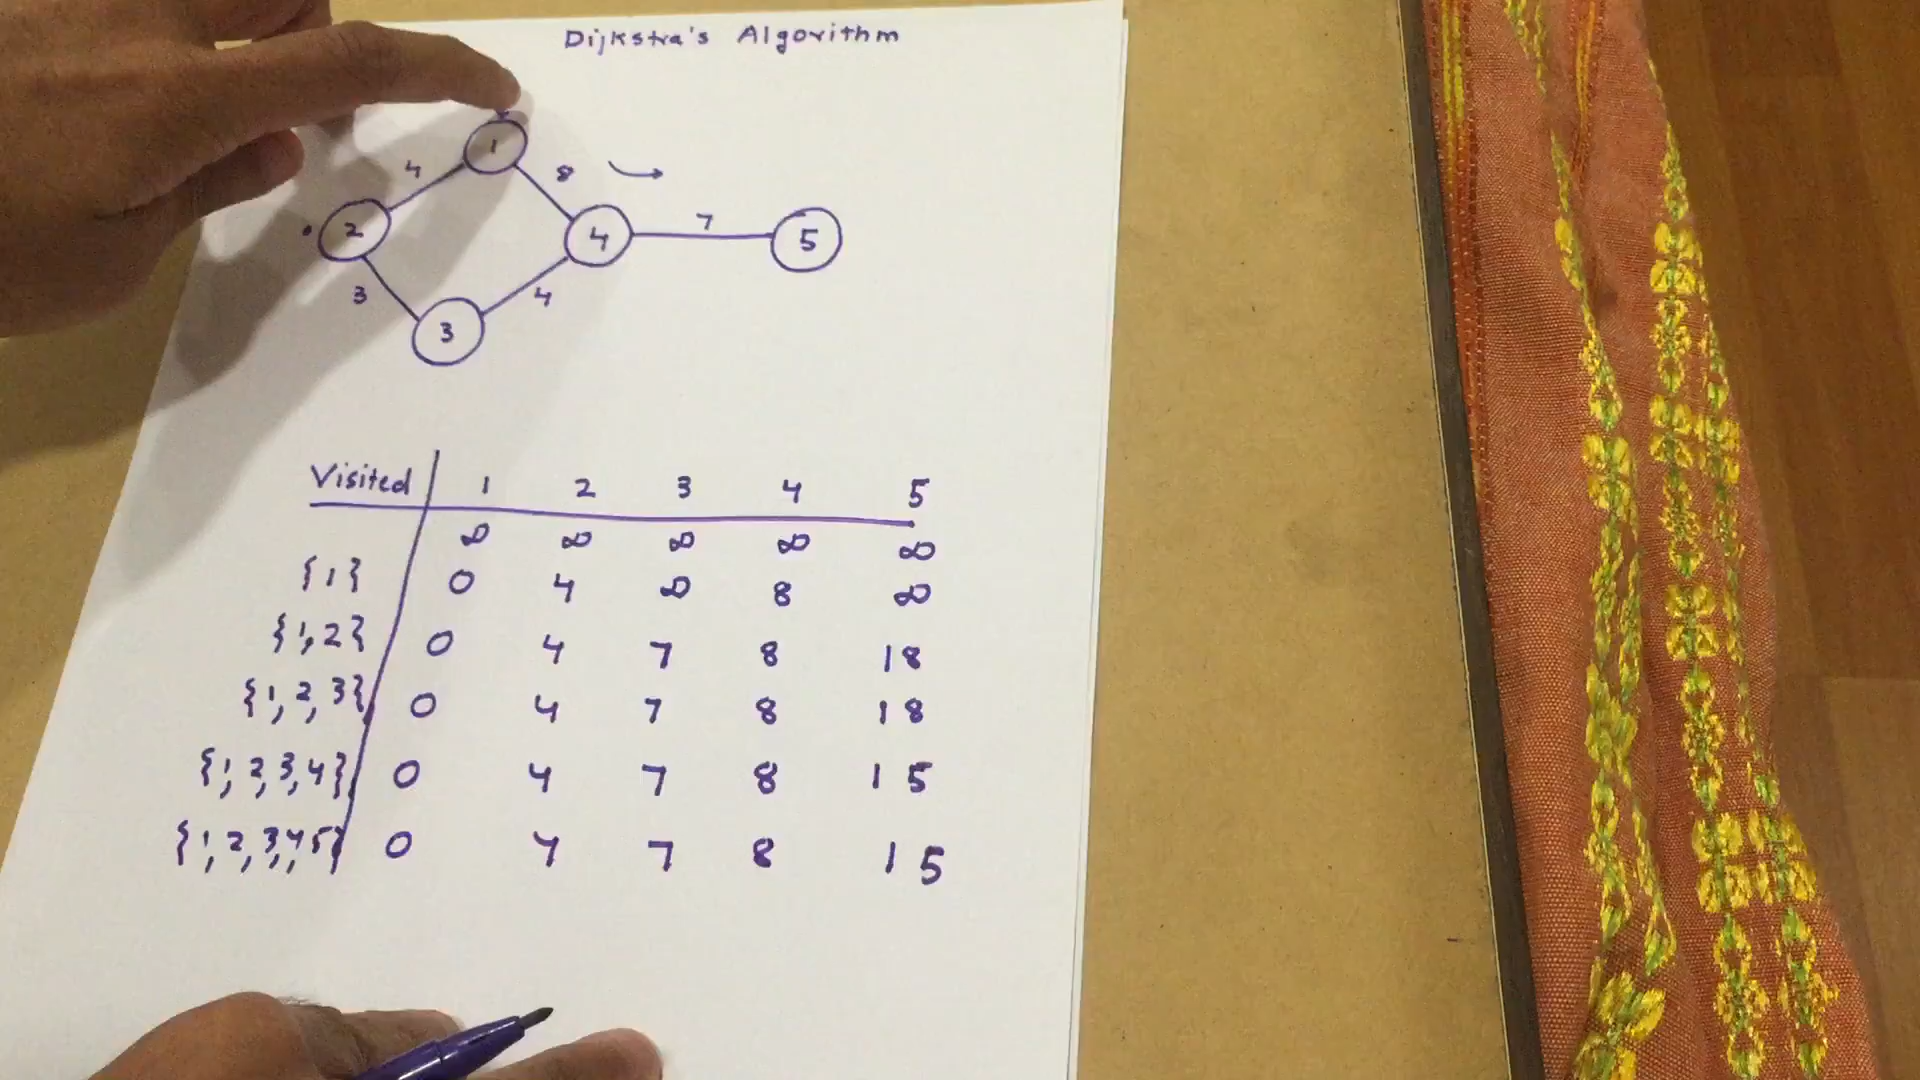 Dijkstra's Algorithm
1
4
8
2
4
7
5
3
4
3
Visited 1 2 3 4 5
∞ ∞ ∞ ∞ ∞
{1} 0 4 ∞ 8 ∞
{1,2} 0 4 7 8 18
{1,2,3} 0 4 7 8 18
{1,2,3,4} 0 4 7 8 15
{1,2,3,4,5} 0 4 7 8 15